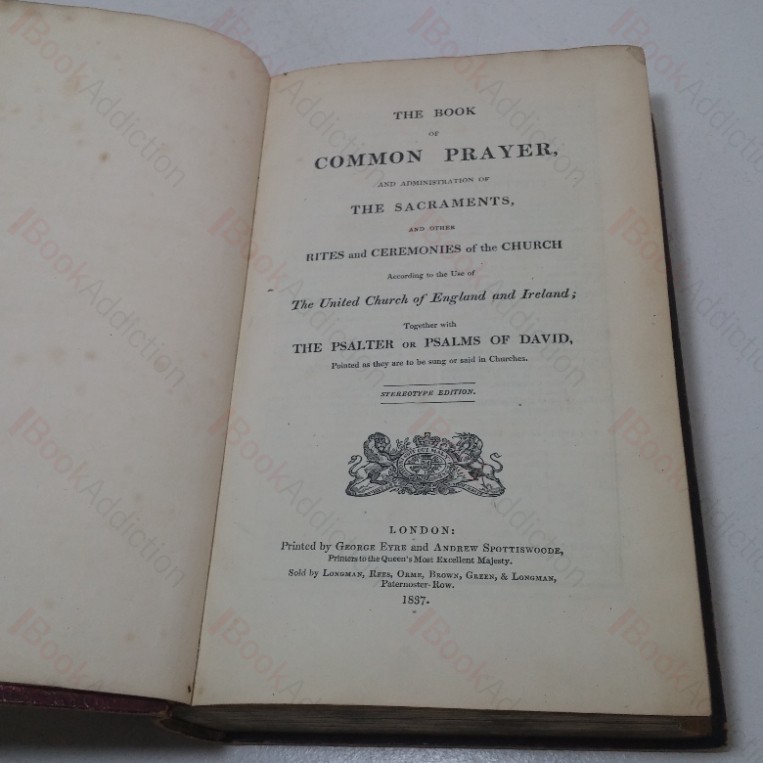 THE BOOK
OF
COMMON PRAYER,
AND ADMINISTRATION OF
THE SACRAMENTS,
AND OTHER
RITES and CEREMONIES of the CHURCH
According to the Use of
The United Church of England and Ireland;
Together with
THE PSALTER OR PSALMS OF DAVID,
Pointed as they are to be sung or said in Churches.
STEREOTYPE EDITION.
LONDON:
Printed by GEORGE EYRE and ANDREW SPOTTISWOODE,
Printers to the Queen's Most Excellent Majesty.
Sold by LONGMAN, REES, ORME, BROWN, GREEN, & LONGMAN,
Paternoster-Row.
1837.
BookAddiction